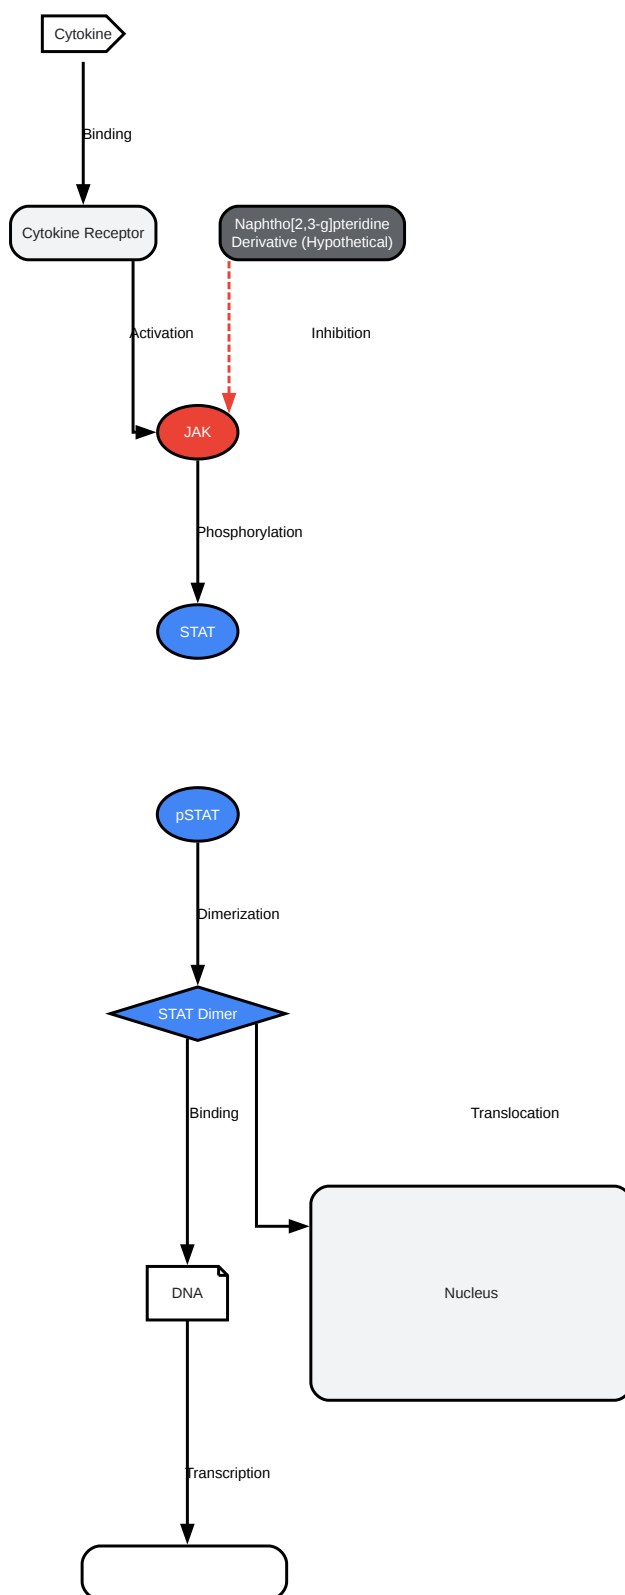 Cytokine
Binding
Cytokine Receptor
Naphtho[2,3-g]pteridine
Derivative (Hypothetical)
Activation
Inhibition
JAK
Phosphorylation
STAT
pSTAT
Dimerization
STAT Dimer
Binding
Translocation
DNA
Nucleus
Transcription